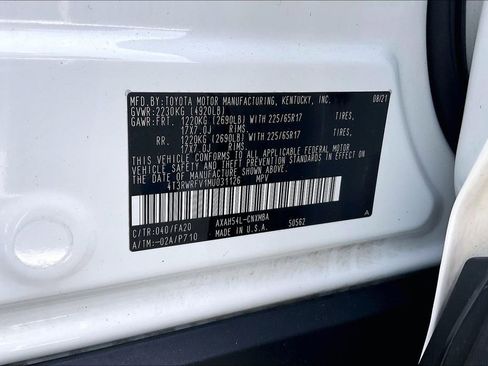 MFD.BY:TOYOTA MOTOR MANUFACTURING, KENTUCKY, INC. 08/21
GVWR:2230KG (4920LB)
GAWR:FRT. 1220KG (2690LB) WITH 225/65R17 TIRES,
17X7.0J RIMS.
RR. 1220KG (2690LB) WITH 225/65R17 TIRES,
17X7.0J RIMS.
THIS VEHICLE CONFORMS TO ALL APPLICABLE FEDERAL MOTOR
VEHICLE SAFETY AND THEFT PREVENTION STANDARDS IN
EFFECT ON THE DATE OF MANUFACTURE SHOWN ABOVE.
4T3RWRFV1MU031126 MPV
C/TR:040/FA20 AXAH54L-CNXMBA
A/TM:-02A/P710 MADE IN U.S.A. 50562 A